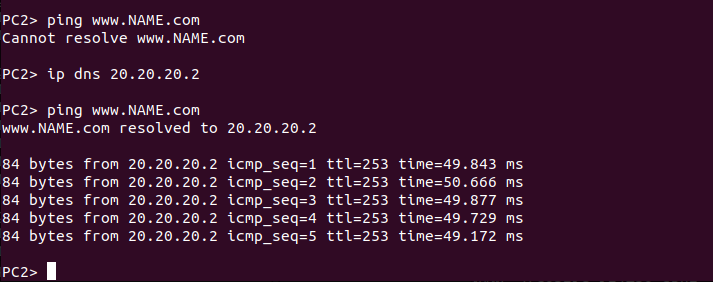 PC2> ping www.NAME.com
Cannot resolve www.NAME.com
PC2> ip dns 20.20.20.2
PC2> ping www.NAME.com
www.NAME.com resolved to 20.20.20.2
84 bytes from 20.20.20.2 icmp_seq=1 ttl=253 time=49.843 ms
84 bytes from 20.20.20.2 icmp_seq=2 ttl=253 time=50.666 ms
84 bytes from 20.20.20.2 icmp_seq=3 ttl=253 time=49.877 ms
84 bytes from 20.20.20.2 icmp_seq=4 ttl=253 time=49.729 ms
84 bytes from 20.20.20.2 icmp_seq=5 ttl=253 time=49.172 ms
PC2>